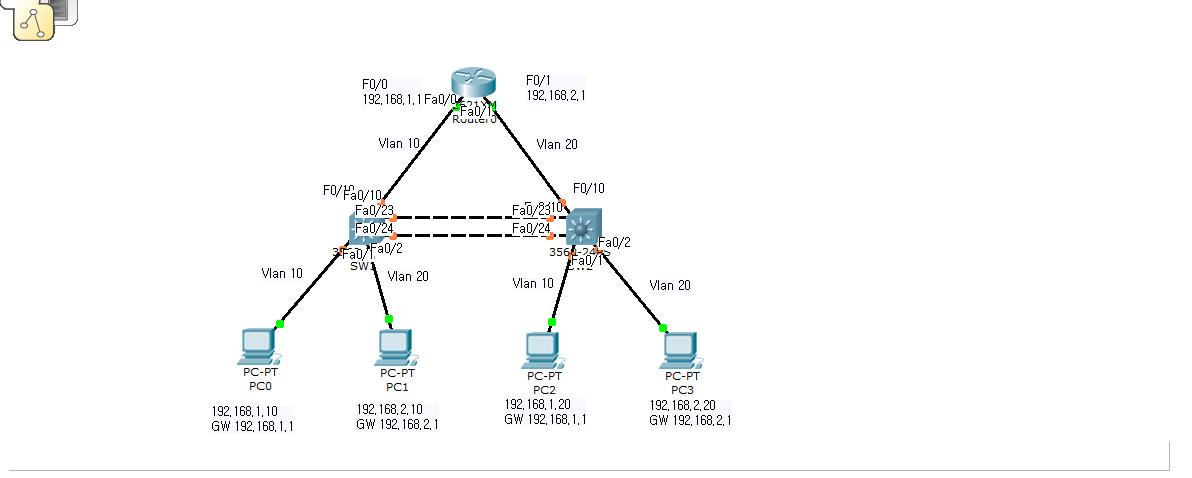 F0/0
192,168,1,1
F0/1
192,168,2,1
Fa0/0
Fa0/1
Router0
Vlan 10
Vlan 20
F0/10
Fa0/10
F0/10
Fa0/23
Fa0/23
Fa0/24
Fa0/24
Fa0/1
Fa0/2
Fa0/2
Fa0/1
Vlan 10
Vlan 20
Vlan 10
Vlan 20
PC-PT
PC0
PC-PT
PC1
PC-PT
PC2
PC-PT
PC3
192,168,1,10
GW 192,168,1,1
192,168,2,10
GW 192,168,2,1
192,168,1,20
GW 192,168,1,1
192,168,2,20
GW 192,168,2,1